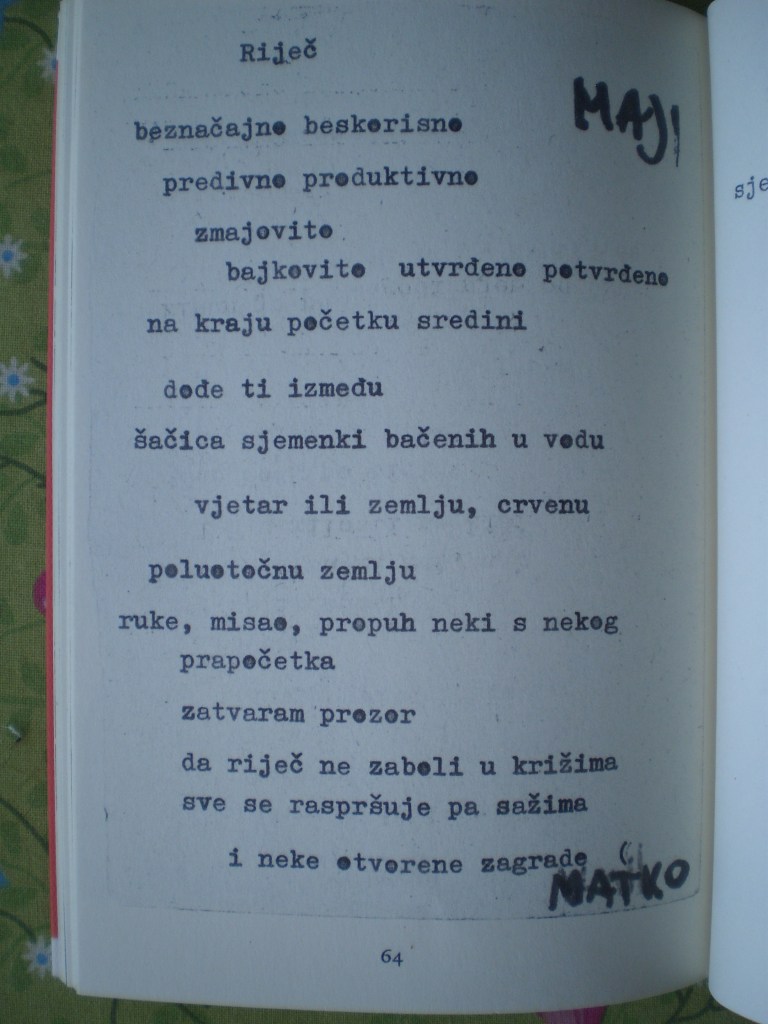 Riječ
MAJI
beznačajno beskorisno
predivno produktivno
zmajovito
bajkovito utvrđeno potvrđeno
na kraju početku sredini
dođe ti između
šačica sjemenki bačenih u vodu
vjetar ili zemlju, crvenu
poluotočnu zemlju
ruke, misao, propuh neki s nekog
prapočetka
zatvaram prozor
da riječ ne zaboli u križima
sve se raspršuje pa sažima
i neke otvorene zagrade (
MATKO
64
sje